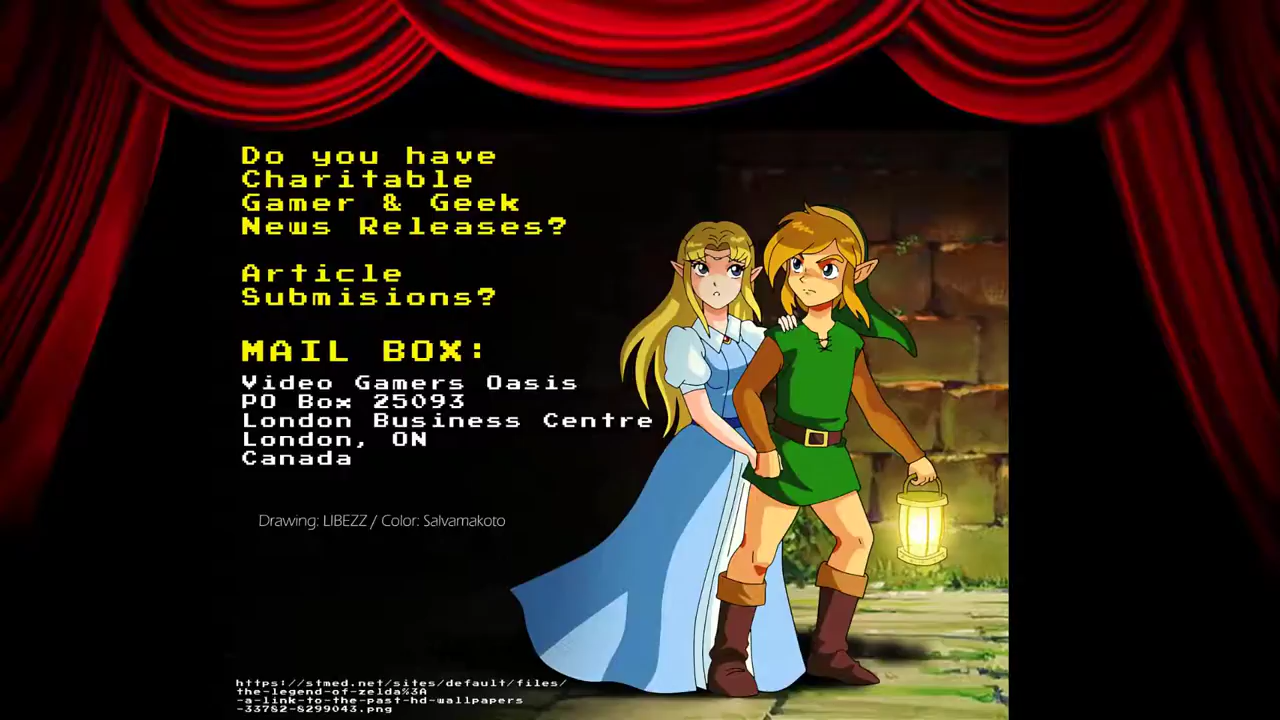 Do you have
Charitable
Gamer & Geek
News Releases?
Article
Submisions?
MAIL BOX:
Video Gamers Oasis
PO Box 25093
London Business Centre
London, ON
Canada
Drawing: LIBEZZ / Color: Salvamakoto
https://stmed.net/sites/default/files/
the-legend-of-zelda%3A
-a-link-to-the-past-hd-wallpapers
-33782-8299043.png